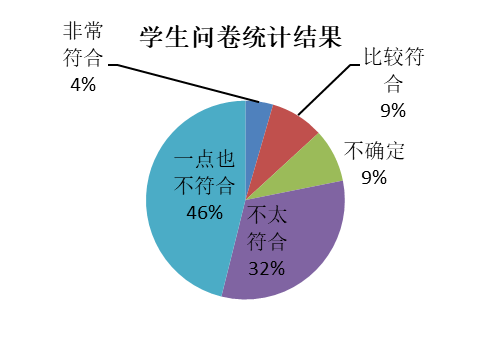 学生问卷统计结果
非常
符合
4%
比较符
合
9%
不确定
9%
不太
符合
32%
一点也
不符合
46%